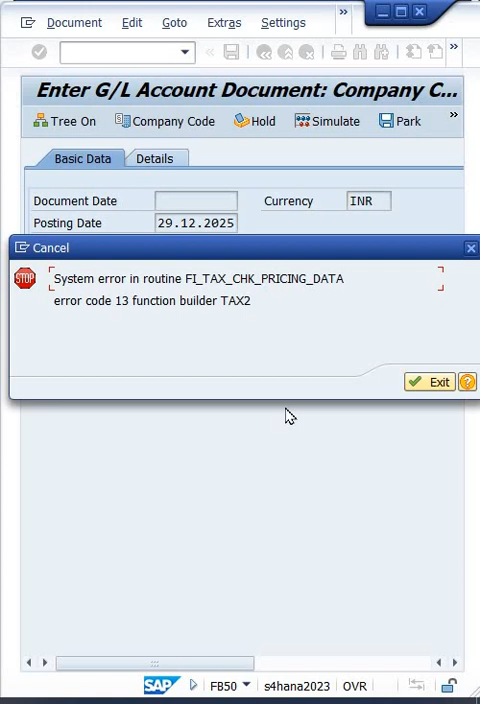 Document Edit Goto Extras Settings »
»
Enter G/L Account Document: Company C...
Tree On Company Code Hold Simulate Park »
Basic Data Details
Document Date Currency INR
Posting Date 29.12.2025
Cancel
STOP System error in routine FI_TAX_CHK_PRICING_DATA
error code 13 function builder TAX2
Exit
SAP FB50 s4hana2023 OVR